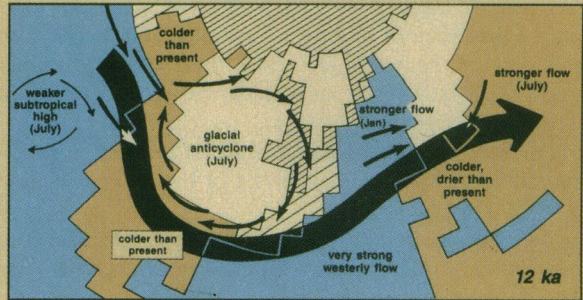 colder
than
present
weaker
subtropical
high
(July)
glacial
anticyclone
(July)
stronger flow
(Jan)
stronger flow
(July)
colder,
drier than
present
colder than
present
very strong
westerly flow
12 ka